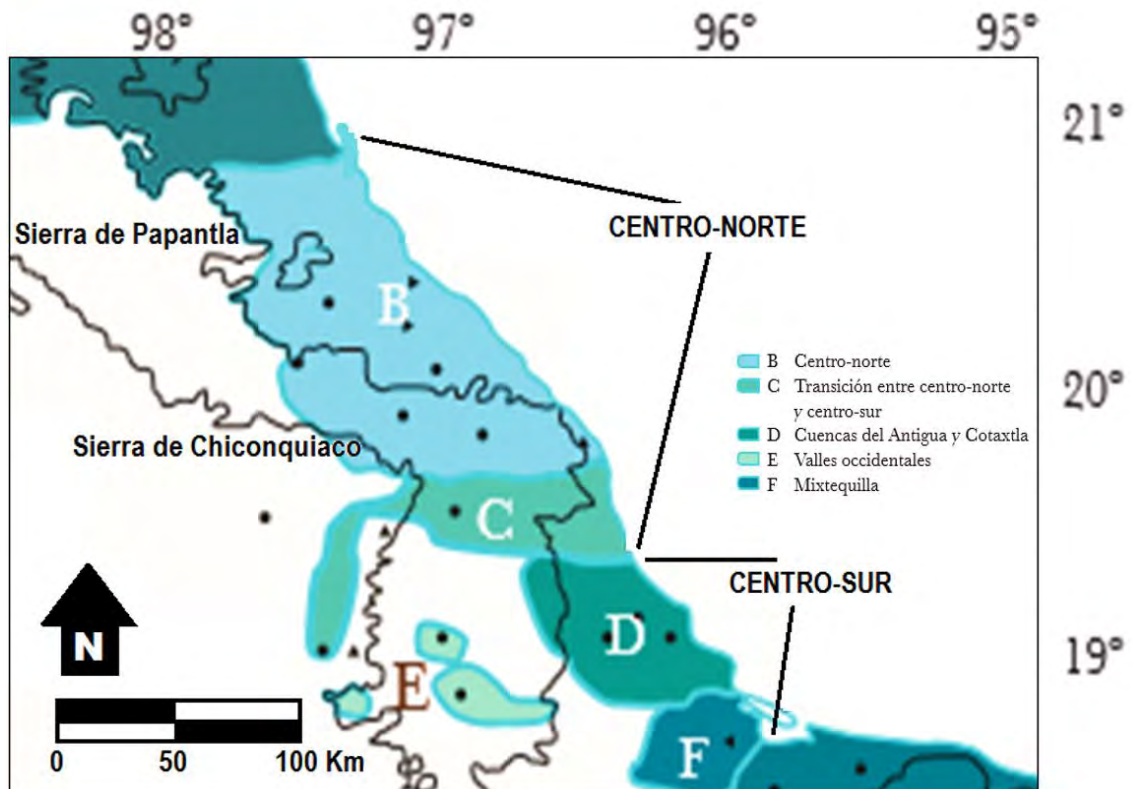 98° 97° 96° 95°
21°
Sierra de Papantla
CENTRO-NORTE
B
B Centro-norte
C Transición entre centro-norte
y centro-sur
D Cuencas del Antigua y Cotaxtla
E Valles occidentales
F Mixtequilla
20°
Sierra de Chiconquiaco
C
CENTRO-SUR
D
19°
N
E
F
0 50 100 Km